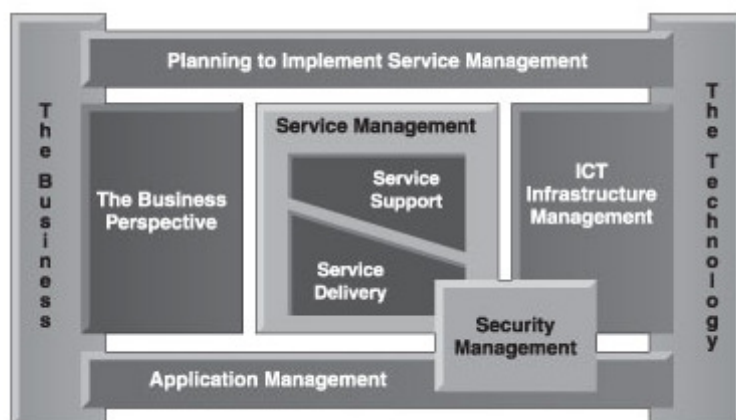 Planning to Implement Service Management
The Business
The Business
Perspective
Service Management
Service
Support
Service
Delivery
ICT
Infrastructure
Management
The Technology
Security
Management
Application Management